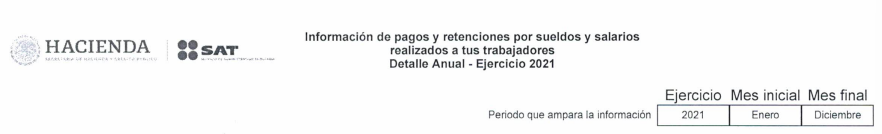 HACIENDA
SAT
Información de pagos y retenciones por sueldos y salarios
realizados a tus trabajadores
Detalle Anual - Ejercicio 2021
Ejercicio Mes inicial Mes final
Periodo que ampara la información 2021 Enero Diciembre